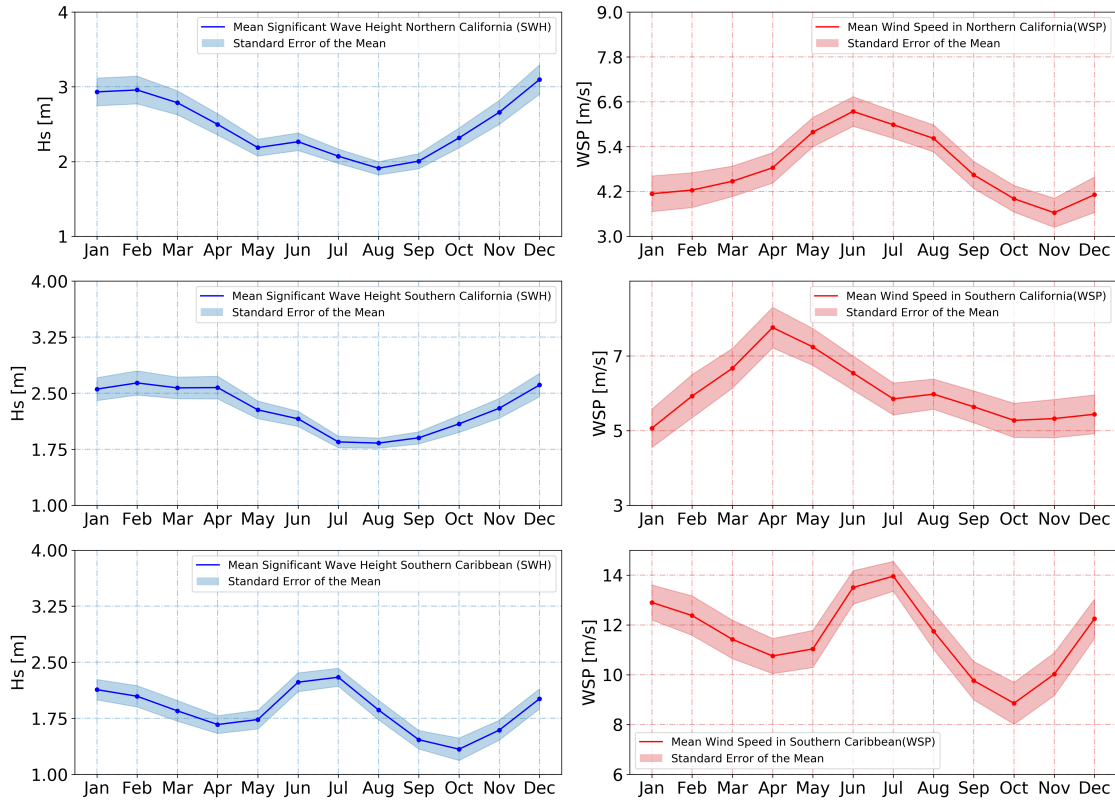 Hs [m]
4
3
2
1
Mean Significant Wave Height Northern California (SWH)
Standard Error of the Mean
Jan Feb Mar Apr May Jun Jul Aug Sep Oct Nov Dec
WSP [m/s]
9.0
7.8
6.6
5.4
4.2
3.0
Mean Wind Speed in Northern California(WSP)
Standard Error of the Mean
Jan Feb Mar Apr May Jun Jul Aug Sep Oct Nov Dec
Hs [m]
4.00
3.25
2.50
1.75
1.00
Mean Significant Wave Height Southern California (SWH)
Standard Error of the Mean
Jan Feb Mar Apr May Jun Jul Aug Sep Oct Nov Dec
WSP [m/s]
7
5
3
Mean Wind Speed in Southern California(WSP)
Standard Error of the Mean
Jan Feb Mar Apr May Jun Jul Aug Sep Oct Nov Dec
Hs [m]
4.00
3.25
2.50
1.75
1.00
Mean Significant Wave Height Southern Caribbean (SWH)
Standard Error of the Mean
Jan Feb Mar Apr May Jun Jul Aug Sep Oct Nov Dec
WSP [m/s]
14
12
10
8
6
Mean Wind Speed in Southern Caribbean(WSP)
Standard Error of the Mean
Jan Feb Mar Apr May Jun Jul Aug Sep Oct Nov Dec